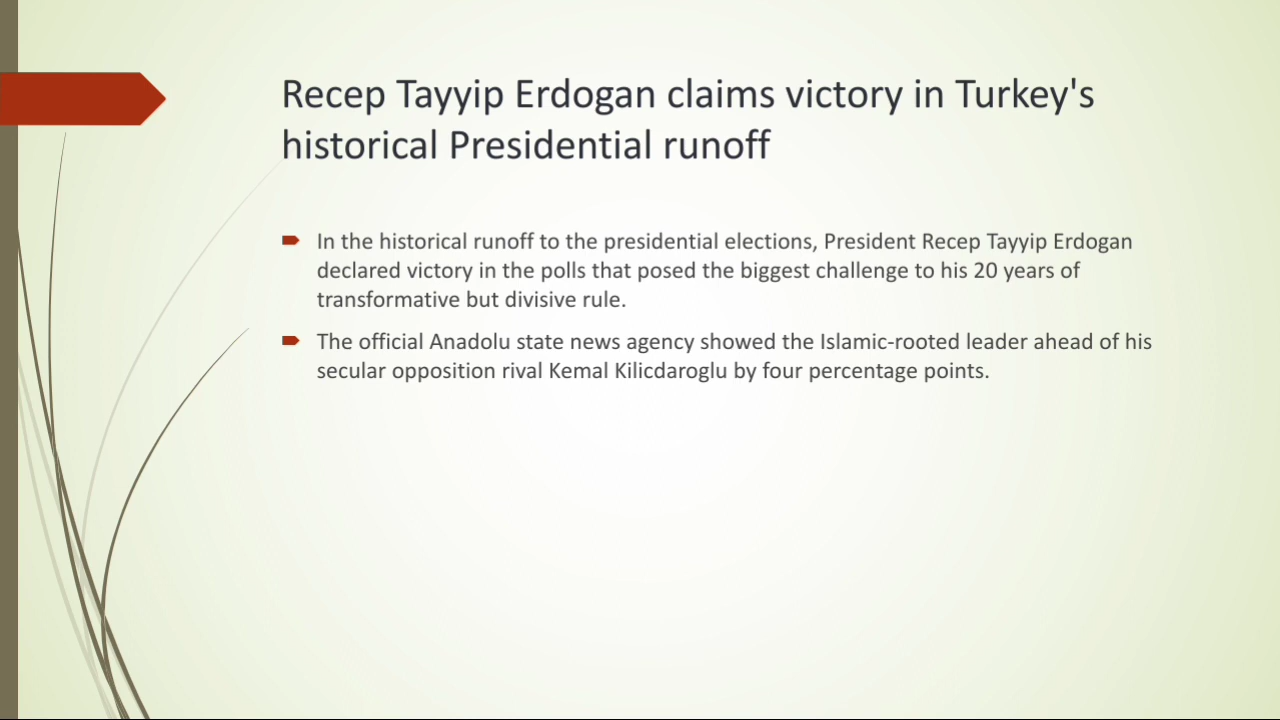 Recep Tayyip Erdogan claims victory in Turkey's
historical Presidential runoff
In the historical runoff to the presidential elections, President Recep Tayyip Erdogan
declared victory in the polls that posed the biggest challenge to his 20 years of
transformative but divisive rule.
The official Anadolu state news agency showed the Islamic-rooted leader ahead of his
secular opposition rival Kemal Kilicdaroglu by four percentage points.